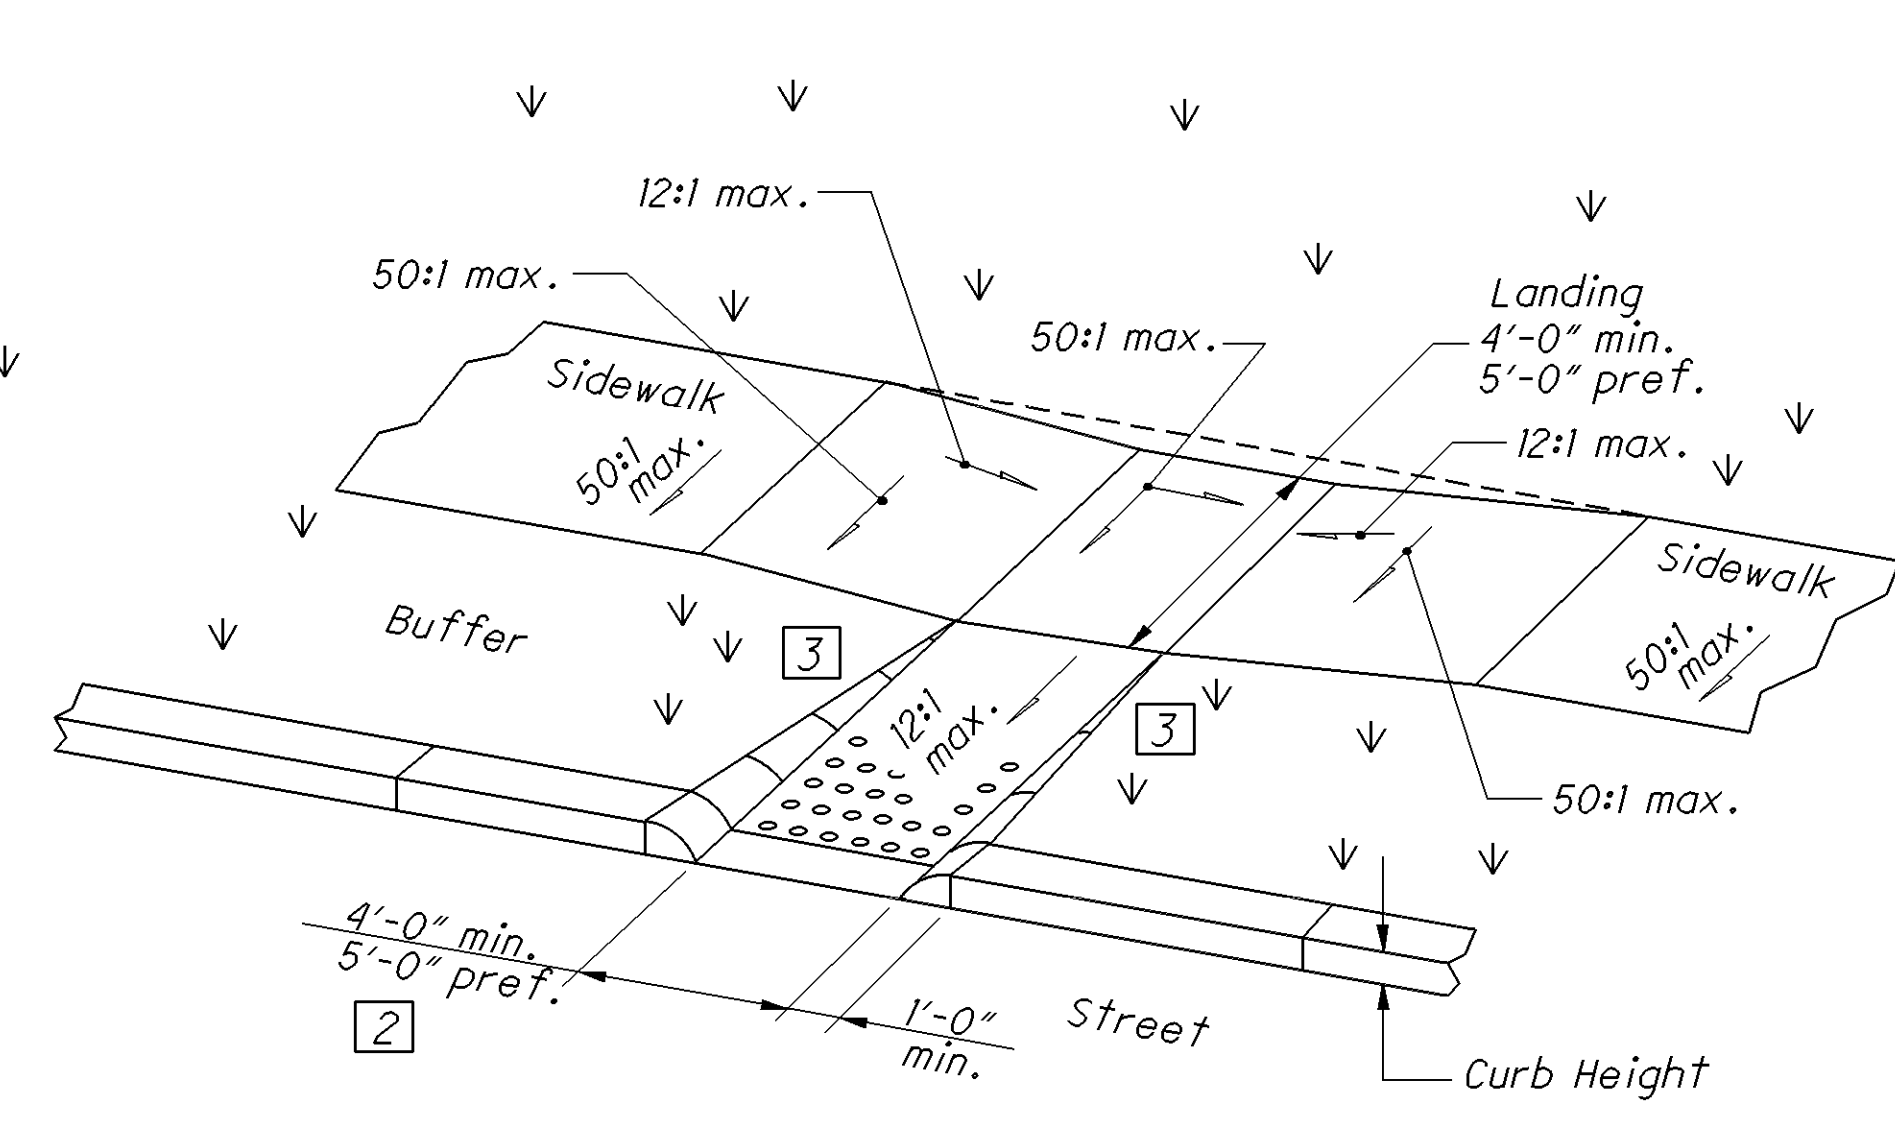 12:1 max.
50:1 max.
Landing
50:1 max.
4'-0" min.
5'-0" pref.
Sidewalk
12:1 max.
50:1
max.
Sidewalk
50:1
max.
Buffer
3
12:1
max.
3
50:1 max.
4'-0" min.
5'-0" pref.
2
1'-0"
min.
Street
Curb Height